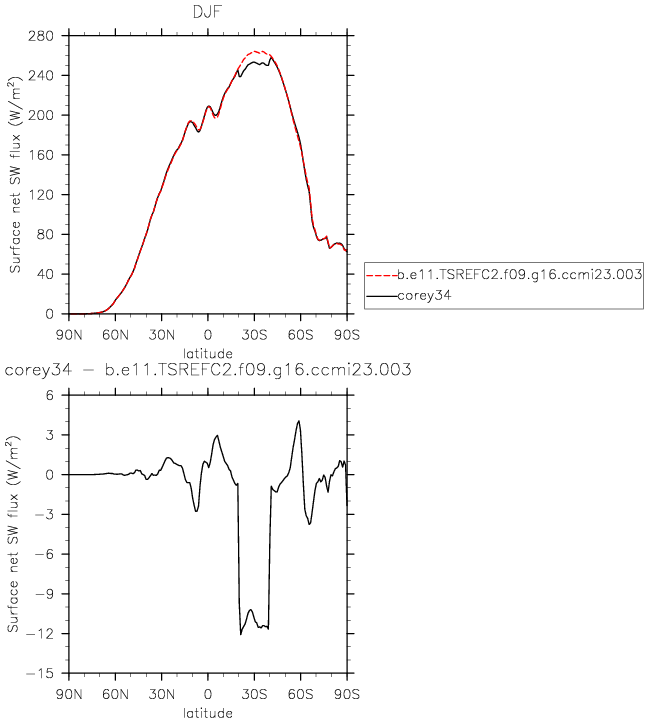 DJF
Surface net SW flux (W/m²)
280
240
200
160
120
80
40
0
90N 60N 30N 0 30S 60S 90S
latitude
b.e11.TSREFC2.f09.g16.ccmi23.003
corey34
corey34 − b.e11.TSREFC2.f09.g16.ccmi23.003
Surface net SW flux (W/m²)
6
3
0
−3
−6
−9
−12
−15
90N 60N 30N 0 30S 60S 90S
latitude